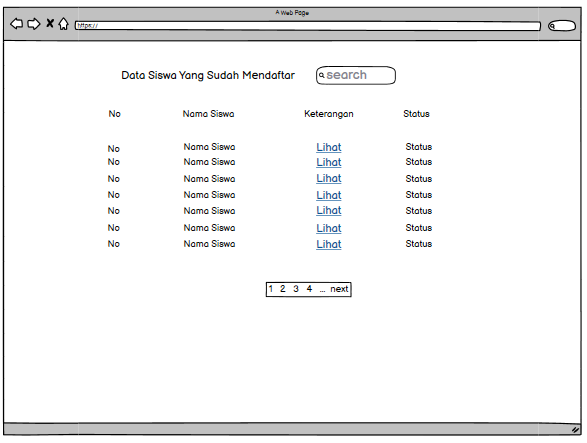 A Web Page
https://
Data Siswa Yang Sudah Mendaftar search
No Nama Siswa Keterangan Status
No Nama Siswa Lihat Status
No Nama Siswa Lihat Status
No Nama Siswa Lihat Status
No Nama Siswa Lihat Status
No Nama Siswa Lihat Status
No Nama Siswa Lihat Status
No Nama Siswa Lihat Status
1 2 3 4 ... next